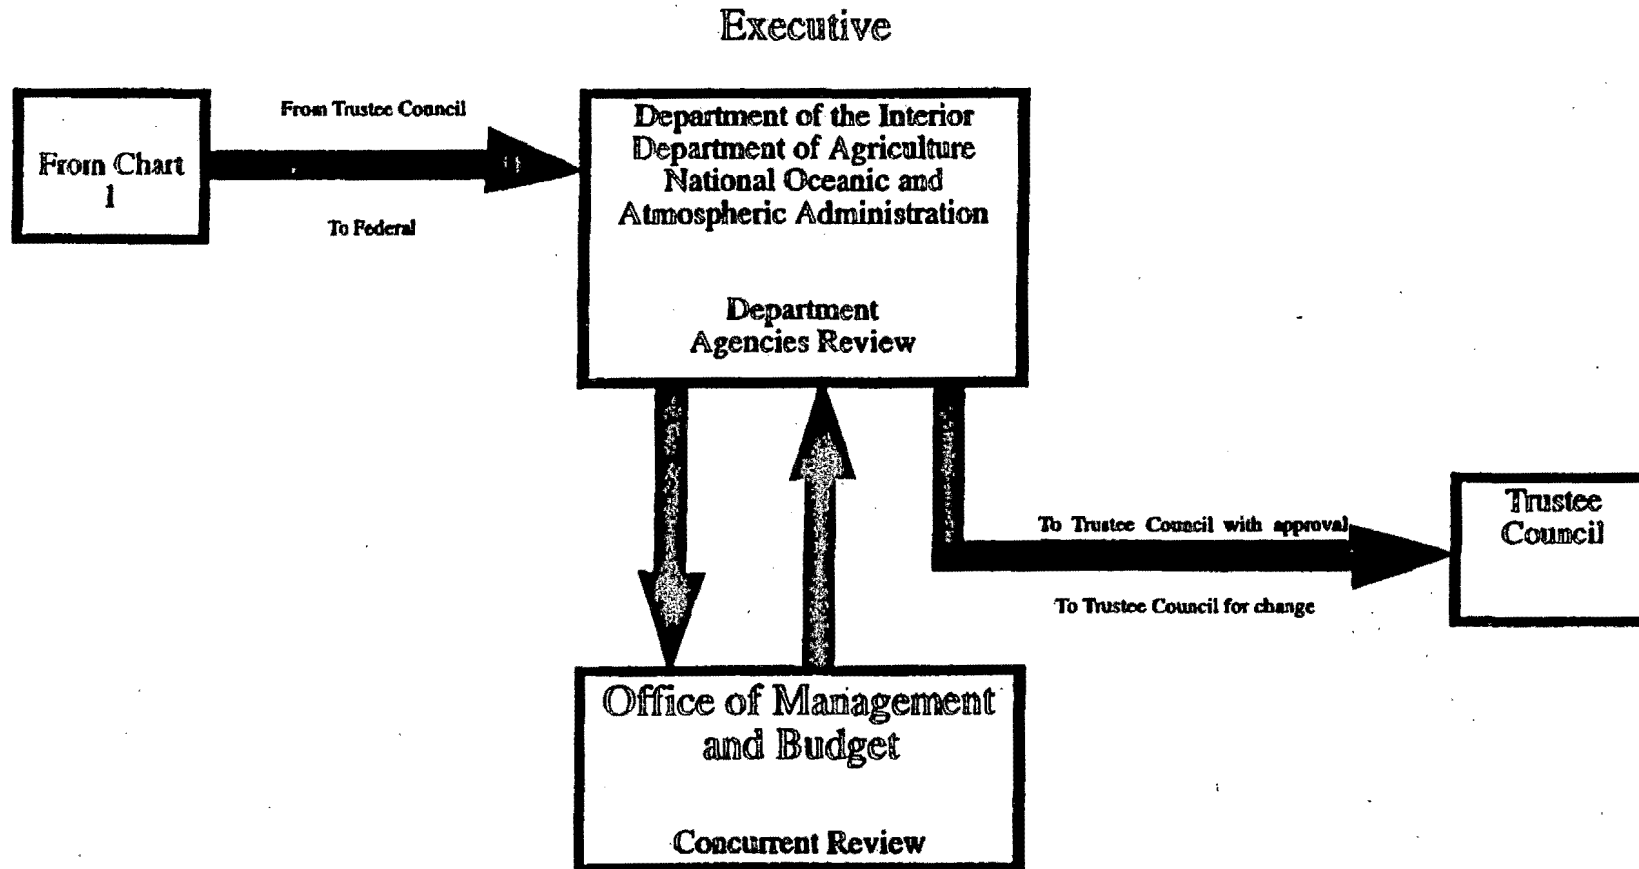 Executive
From Trustee Council
From Chart
1
To Federal
Department of the Interior
Department of Agriculture
National Oceanic and
Atmospheric Administration
Department
Agencies Review
To Trustee Council with approval
To Trustee Council for change
Trustee
Council
Office of Management
and Budget
Concurrent Review